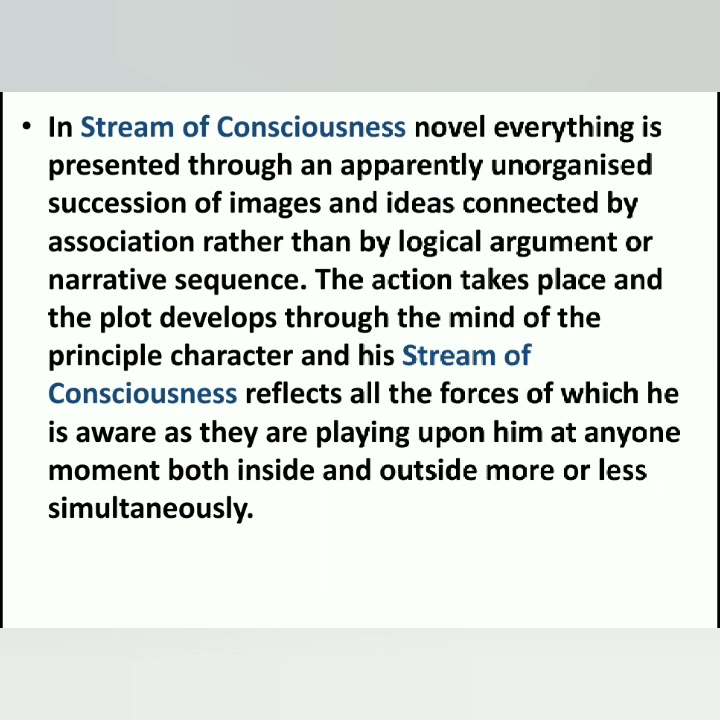 • In Stream of Consciousness novel everything is
presented through an apparently unorganised
succession of images and ideas connected by
association rather than by logical argument or
narrative sequence. The action takes place and
the plot develops through the mind of the
principle character and his Stream of
Consciousness reflects all the forces of which he
is aware as they are playing upon him at anyone
moment both inside and outside more or less
simultaneously.